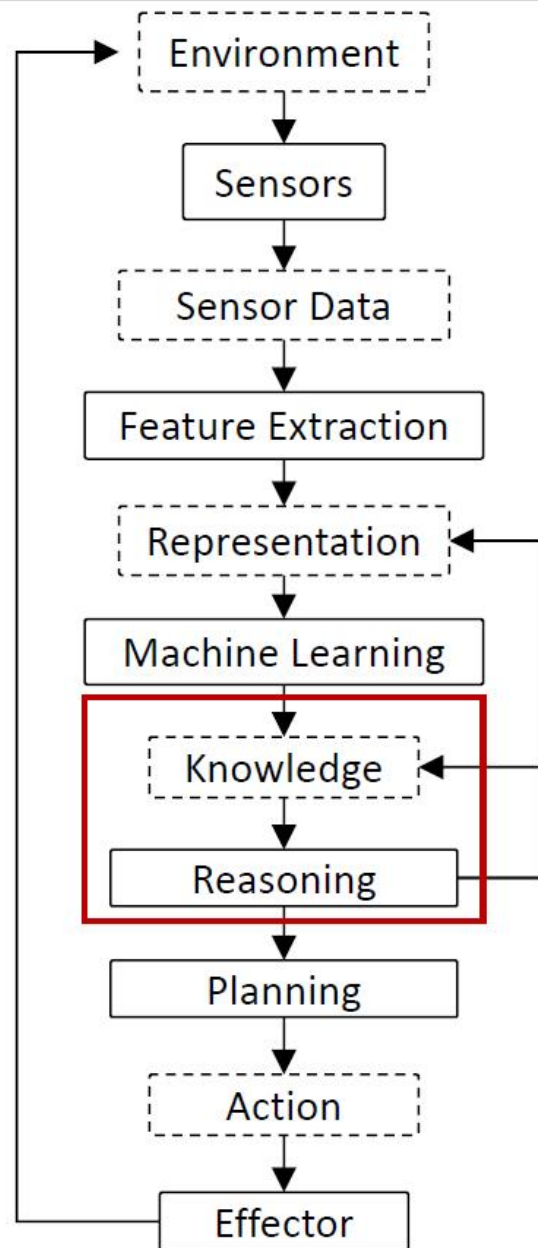 Environment
Sensors
Sensor Data
Feature Extraction
Representation
Machine Learning
Knowledge
Reasoning
Planning
Action
Effector